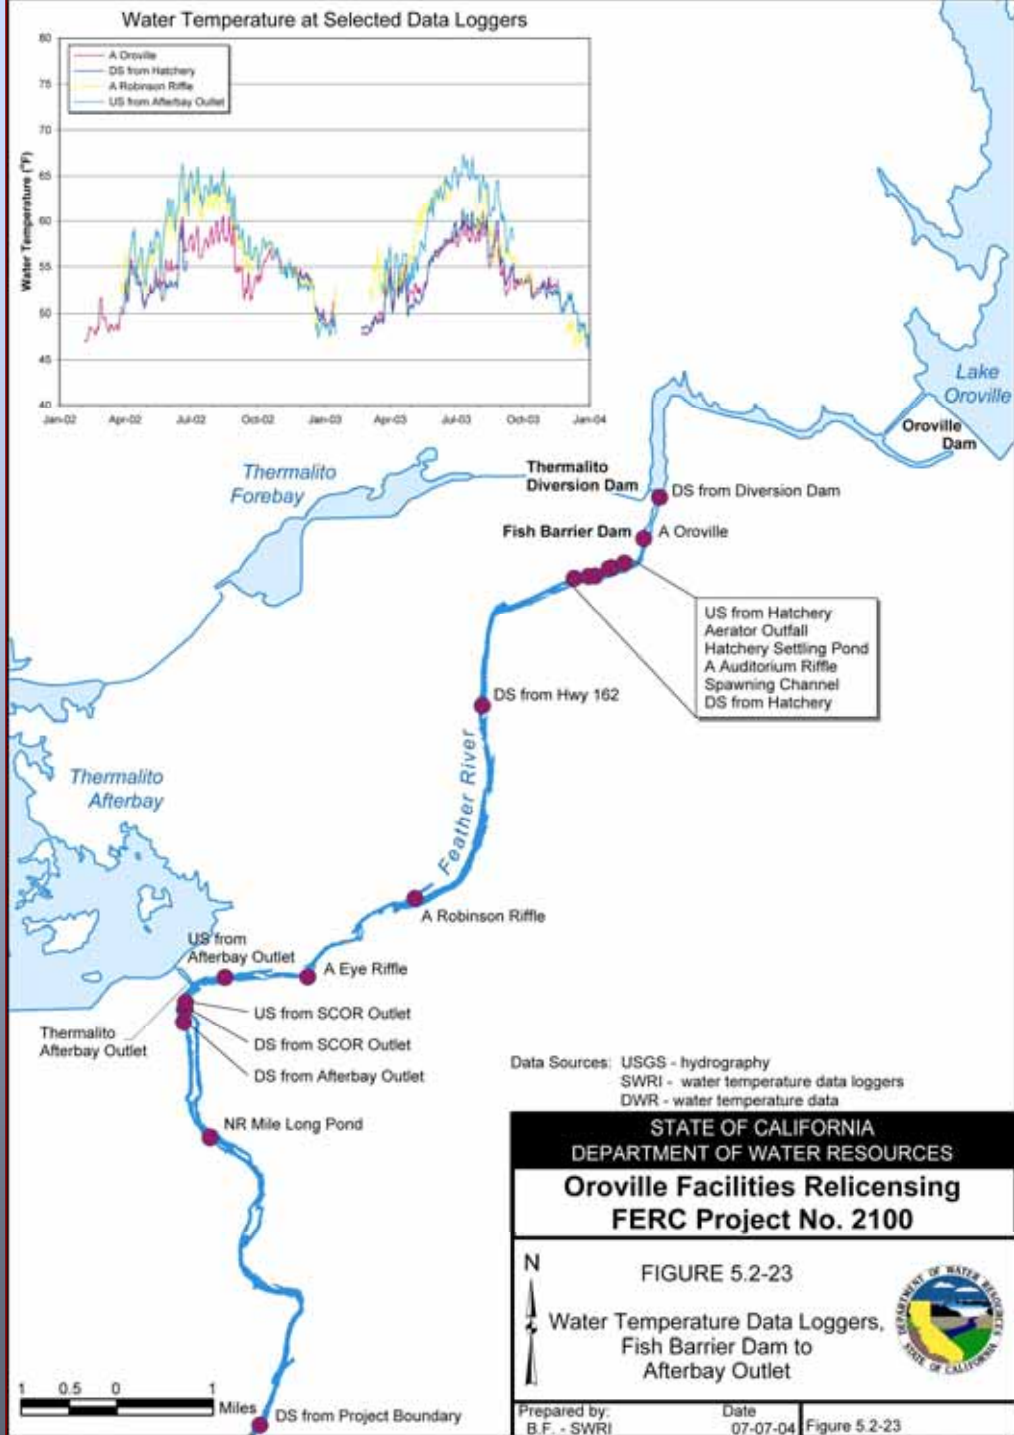 Water Temperature at Selected Data Loggers
80
75
70
65
60
55
50
45
40
Water Temperature (°F)
A Oroville
DS from Hatchery
A Robinson Riffle
US from Afterbay Outlet
Jan-02
Apr-02
Jul-02
Oct-02
Jan-03
Apr-03
Jul-03
Oct-03
Jan-04
Lake
Oroville
Oroville
Dam
Thermalito
Forebay
Thermalito
Diversion Dam
DS from Diversion Dam
Fish Barrier Dam
A Oroville
US from Hatchery
Aerator Outfall
Hatchery Settling Pond
A Auditorium Riffle
Spawning Channel
DS from Hatchery
DS from Hwy 162
Feather River
Thermalito
Afterbay
A Robinson Riffle
US from
Afterbay Outlet
A Eye Riffle
US from SCOR Outlet
Thermalito
Afterbay Outlet
DS from SCOR Outlet
DS from Afterbay Outlet
NR Mile Long Pond
Data Sources: USGS - hydrography
SWRI - water temperature data loggers
DWR - water temperature data
STATE OF CALIFORNIA
DEPARTMENT OF WATER RESOURCES
Oroville Facilities Relicensing
FERC Project No. 2100
N
FIGURE 5.2-23
Water Temperature Data Loggers,
Fish Barrier Dam to
Afterbay Outlet
DEPARTMENT OF WATER RESOURCES
STATE OF CALIFORNIA
1 0.5 0 1
Miles
DS from Project Boundary
Prepared by:
B.F. - SWRI
Date
07-07-04
Figure 5.2-23